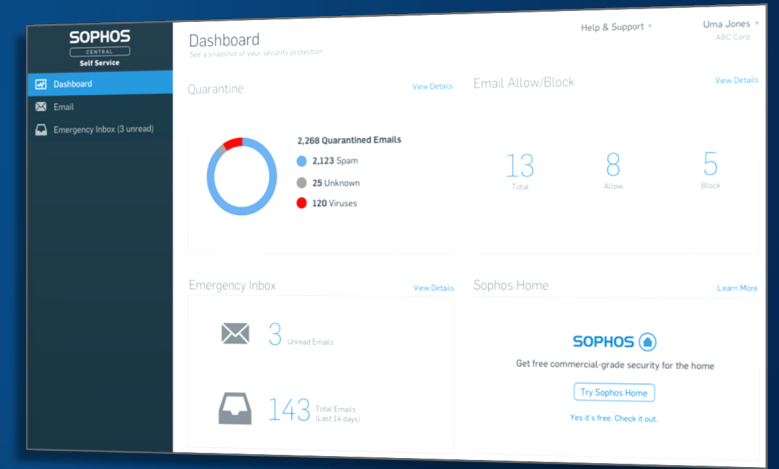 SOPHOS
CENTRAL
Self Service
Dashboard
Email
Emergency Inbox (3 unread)
Dashboard
See a snapshot of your security protection
Help & Support
Uma Jones
ABC Corp
Quarantine
View Details
2,268 Quarantined Emails
2,123 Spam
25 Unknown
120 Viruses
Email Allow/Block
View Details
13
Total
8
Allow
5
Block
Emergency Inbox
View Details
3 Unread Emails
143 Total Emails
(Last 14 days)
Sophos Home
Learn More
SOPHOS
Get free commercial-grade security for the home
Try Sophos Home
Yes it's free. Check it out.